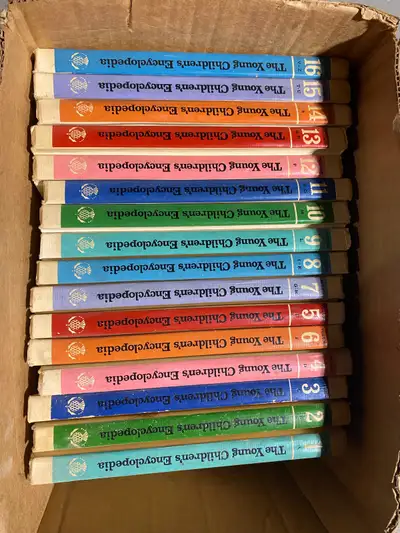 The Young Children's Encyclopedia 16
The Young Children's Encyclopedia 15
The Young Children's Encyclopedia 14
The Young Children's Encyclopedia 13
The Young Children's Encyclopedia 12
The Young Children's Encyclopedia 11
The Young Children's Encyclopedia 10
The Young Children's Encyclopedia 9
The Young Children's Encyclopedia 8
The Young Children's Encyclopedia 7
The Young Children's Encyclopedia 5
The Young Children's Encyclopedia 6
The Young Children's Encyclopedia 4
The Young Children's Encyclopedia 3
The Young Children's Encyclopedia 2
The Young Children's Encyclopedia 1